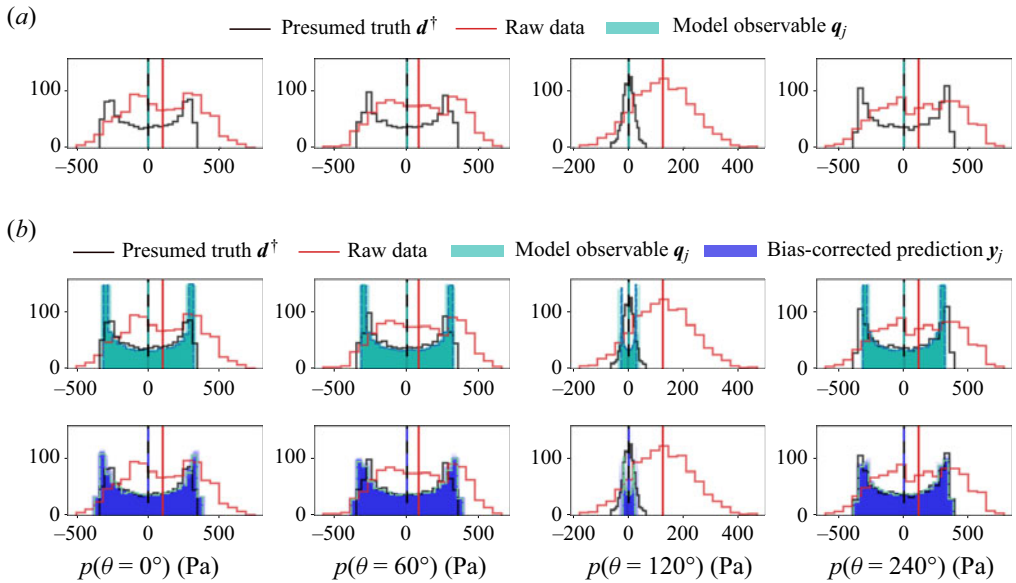 (a)
Presumed truth d† Raw data Model observable qj
100 100 100 100
0 0 0 0
–500 0 500 –500 0 500 –200 0 200 400 –500 0 500
(b)
Presumed truth d† Raw data Model observable qj Bias-corrected prediction yj
100 100 100 100
0 0 0 0
–500 0 500 –500 0 500 –200 0 200 400 –500 0 500
100 100 100 100
0 0 0 0
–500 0 500 –500 0 500 –200 0 200 400 –500 0 500
p(θ = 0°) (Pa) p(θ = 60°) (Pa) p(θ = 120°) (Pa) p(θ = 240°) (Pa)